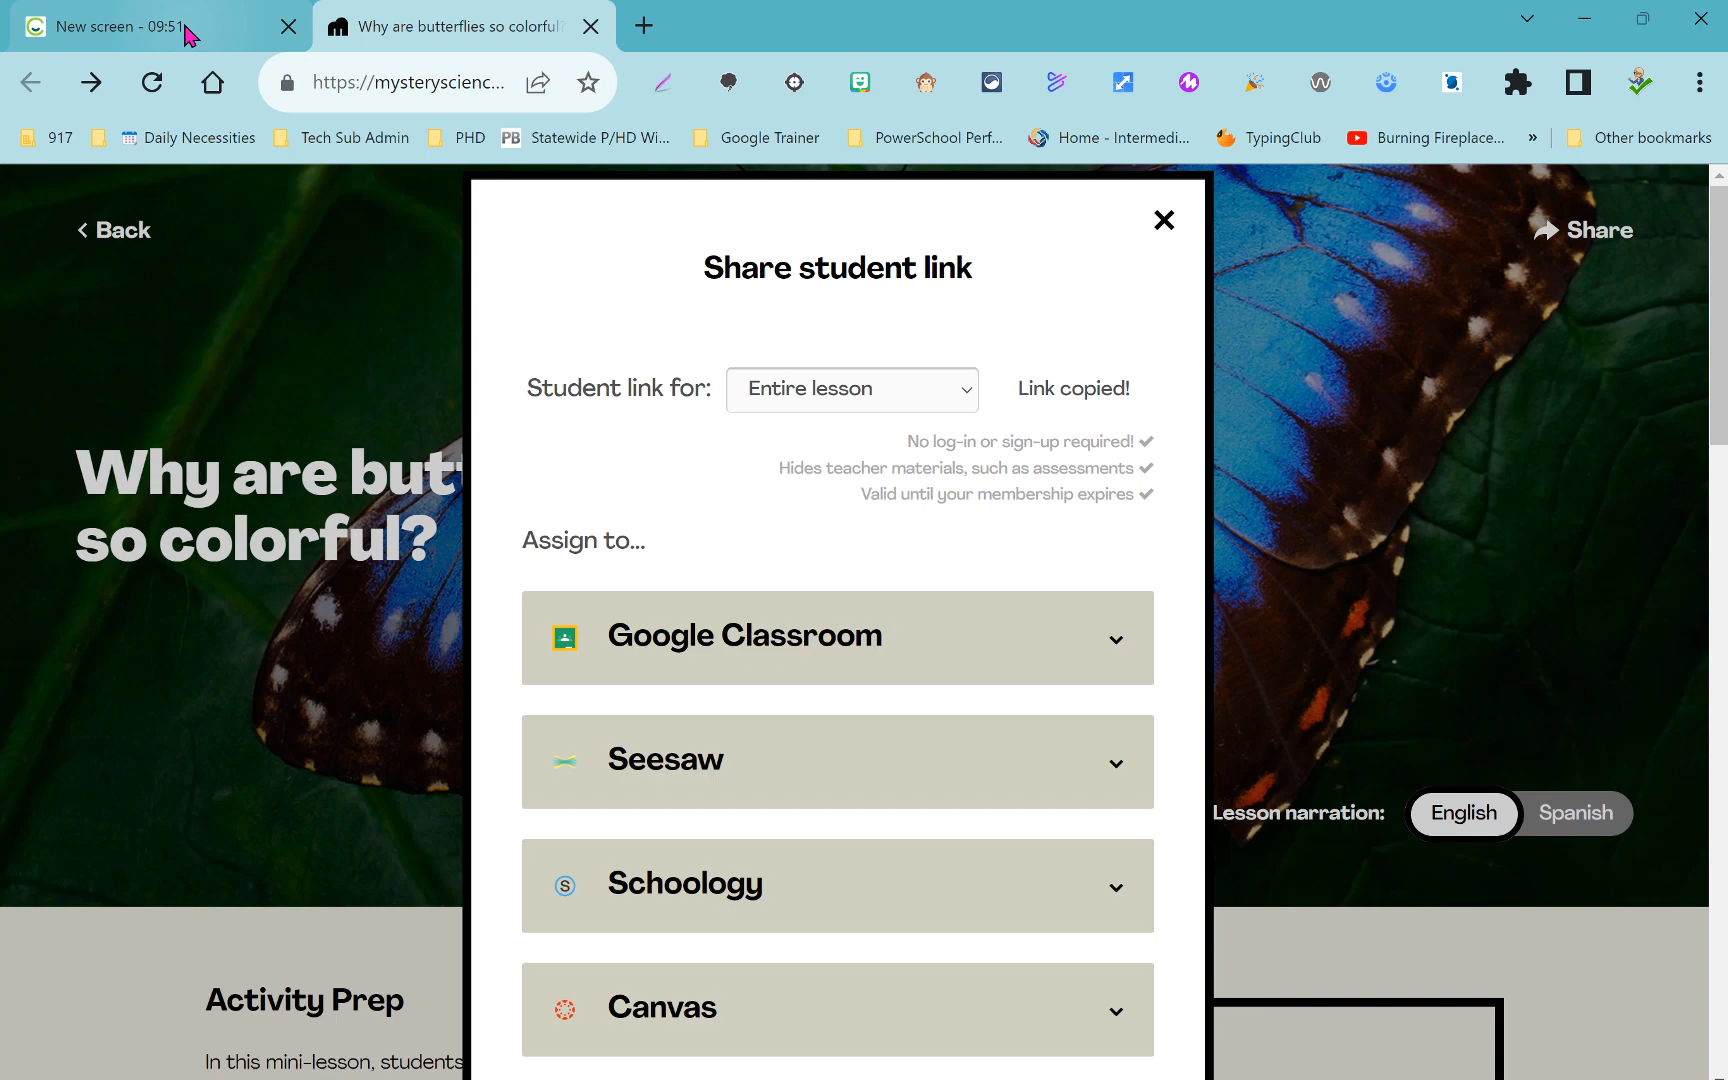 New screen - 09:51
Why are butterflies so colorful?
https://mysteryscienc...
917
Daily Necessities
Tech Sub Admin
PHD
PB Statewide P/HD Wi...
Google Trainer
PowerSchool Perf...
Home - Intermedi...
TypingClub
Burning Fireplace...
»
Other bookmarks
Back
Share
Share student link
Student link for:
Entire lesson
Link copied!
No log-in or sign-up required!
Hides teacher materials, such as assessments
Valid until your membership expires
Assign to...
Google Classroom
Seesaw
S Schoology
Canvas
Why are butt
so colorful?
Lesson narration:
English
Spanish
Activity Prep
In this mini-lesson, students